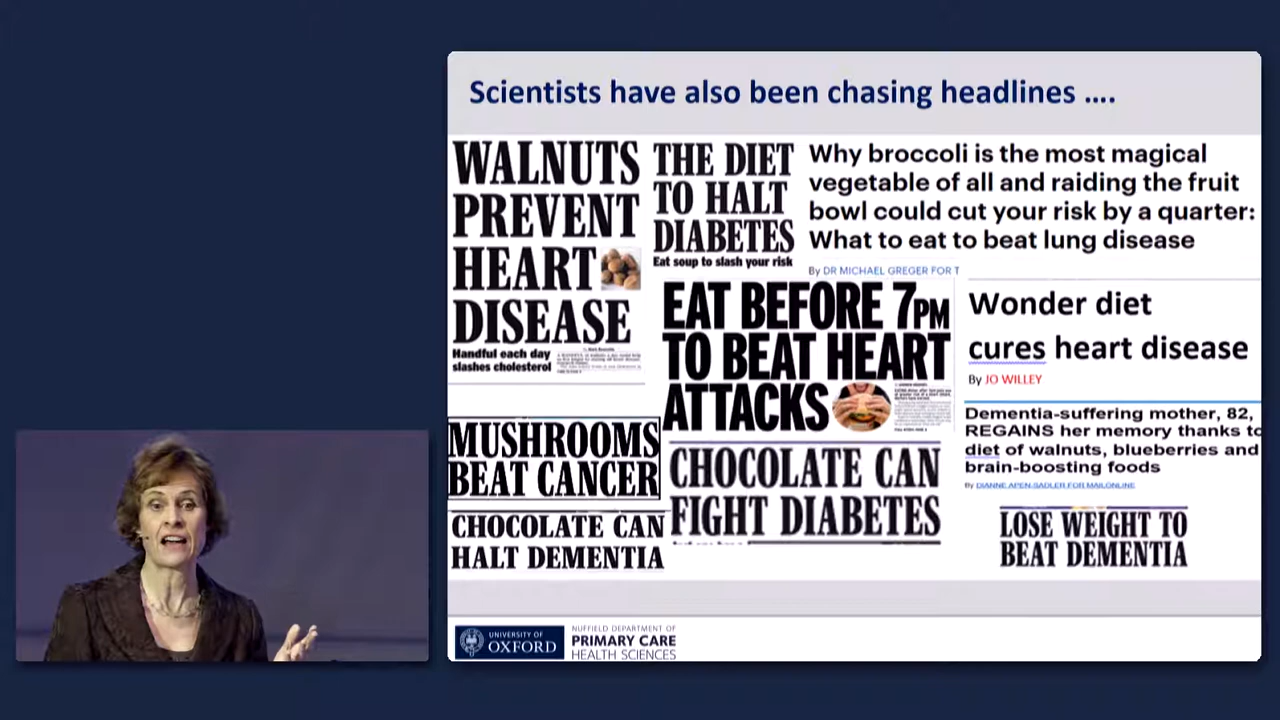 Scientists have also been chasing headlines ....
WALNUTS
PREVENT
HEART
DISEASE
Handful each day
slashes cholesterol
THE DIET
TO HALT
DIABETES
Eat soup to slash your risk
Why broccoli is the most magical
vegetable of all and raiding the fruit
bowl could cut your risk by a quarter:
What to eat to beat lung disease
By DR MICHAEL GREGER FOR T
EAT BEFORE 7PM
TO BEAT HEART
ATTACKS
Wonder diet
cures heart disease
By JO WILLEY
Dementia-suffering mother, 82,
REGAINS her memory thanks to
diet of walnuts, blueberries and
brain-boosting foods
By DIANNE APEN-SADLER FOR MAILONLINE
MUSHROOMS
BEAT CANCER
CHOCOLATE CAN
FIGHT DIABETES
CHOCOLATE CAN
HALT DEMENTIA
LOSE WEIGHT TO
BEAT DEMENTIA
UNIVERSITY OF
OXFORD
NUFFIELD DEPARTMENT OF
PRIMARY CARE
HEALTH SCIENCES